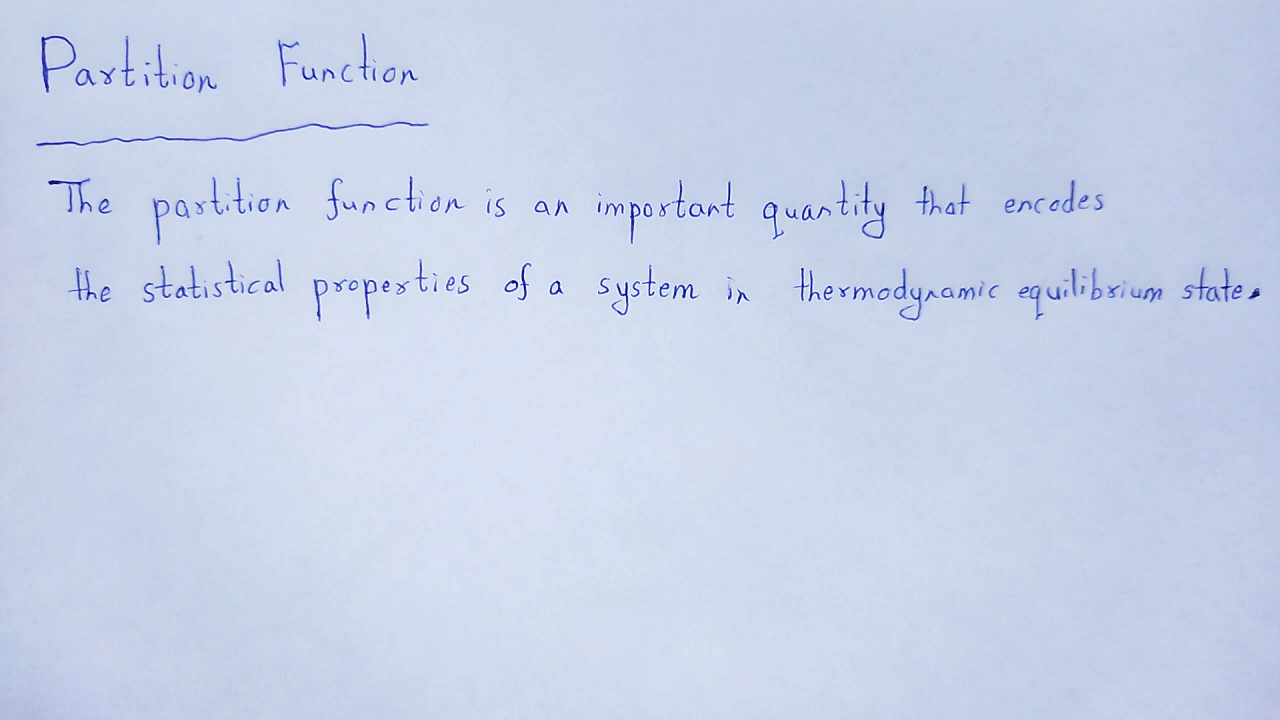 Partition Function
The partition function is an important quantity that encodes
the statistical properties of a system in thermodynamic equilibrium state.